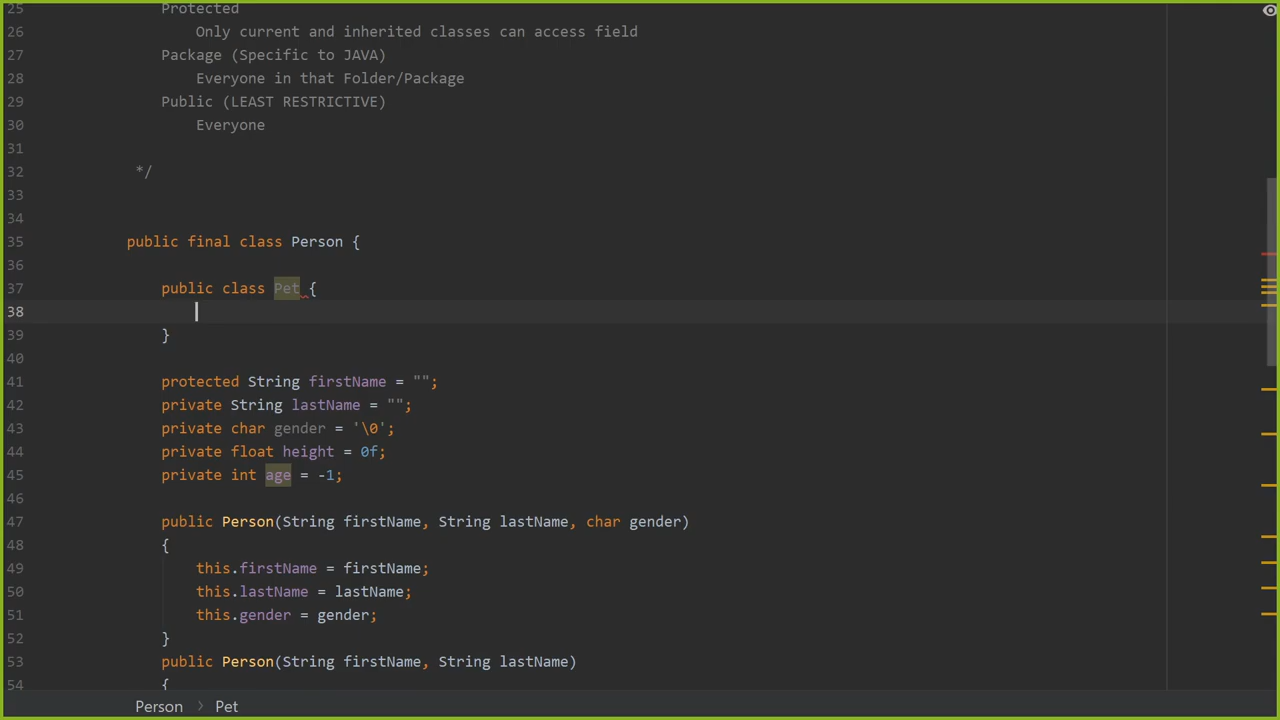 25 Protected
26 Only current and inherited classes can access field
27 Package (Specific to JAVA)
28 Everyone in that Folder/Package
29 Public (LEAST RESTRICTIVE)
30 Everyone
31
32 */
33
34
35 public final class Person {
36
37 public class Pet {
38
39 }
40
41 protected String firstName = "";
42 private String lastName = "";
43 private char gender = '\0';
44 private float height = 0f;
45 private int age = -1;
46
47 public Person(String firstName, String lastName, char gender)
48 {
49 this.firstName = firstName;
50 this.lastName = lastName;
51 this.gender = gender;
52 }
53 public Person(String firstName, String lastName)
54 {
Person > Pet